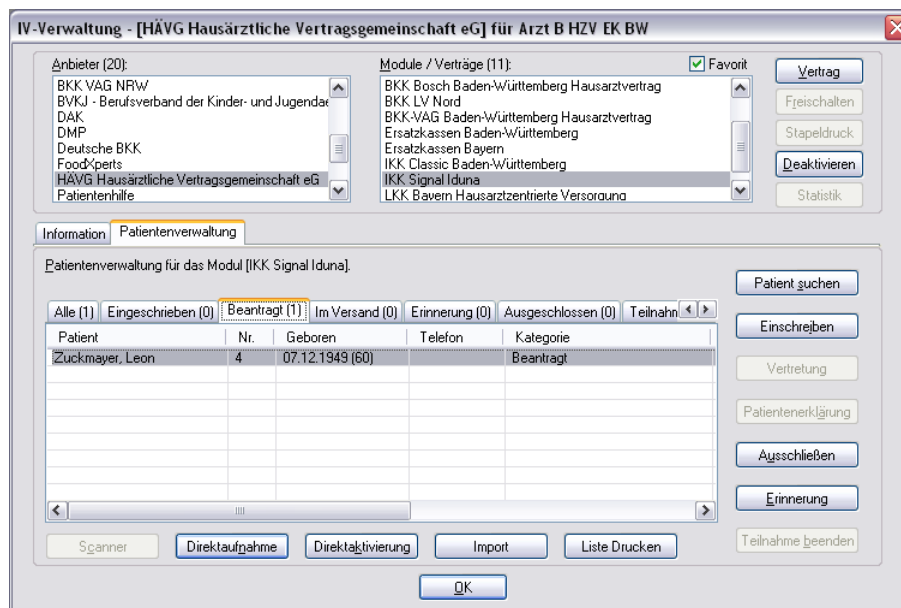 IV-Verwaltung - [HÄVG Hausärztliche Vertragsgemeinschaft eG] für Arzt B HZV EK BW
Anbieter (20):
BKK VAG NRW
BVKJ - Berufsverband der Kinder- und Jugendae
DAK
DMP
Deutsche BKK
FoodXperts
HÄVG Hausärztliche Vertragsgemeinschaft eG
Patientenhilfe
Module / Verträge (11):
Favorit
BKK Bosch Baden-Württemberg Hausarztvertrag
BKK LV Nord
BKK-VAG Baden-Württemberg Hausarztvertrag
Ersatzkassen Baden-Württemberg
Ersatzkassen Bayern
IKK Classic Baden-Württemberg
IKK Signal Iduna
LKK Bayern Hausarztzentrierte Versorgung
Vertrag
Freischalten
Stapeldruck
Deaktivieren
Statistik
Information Patientenverwaltung
Patientenverwaltung für das Modul [IKK Signal Iduna].
Alle (1) Eingeschrieben (0) Beantragt (1) Im Versand (0) Erinnerung (0) Ausgeschlossen (0) Teilnahm
Patient Nr. Geboren Telefon Kategorie
Zuckmayer, Leon 4 07.12.1949 (60) Beantragt
Patient suchen
Einschreiben
Vertretung
Patientenerklärung
Ausschließen
Erinnerung
Teilnahme beenden
Scanner Direktaufnahme Direktaktivierung Import Liste Drucken
OK